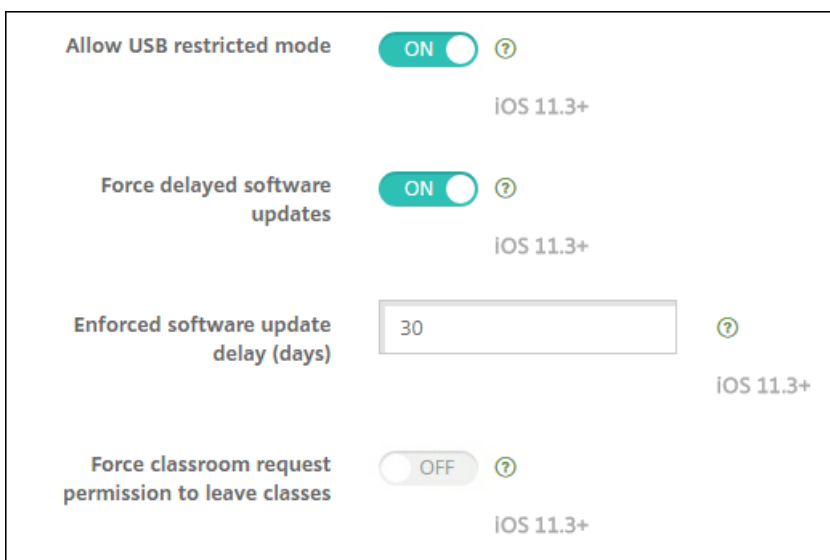 Allow USB restricted mode ON ?
iOS 11.3+
Force delayed software
updates ON ?
iOS 11.3+
Enforced software update
delay (days) 30 ?
iOS 11.3+
Force classroom request
permission to leave classes OFF ?
iOS 11.3+